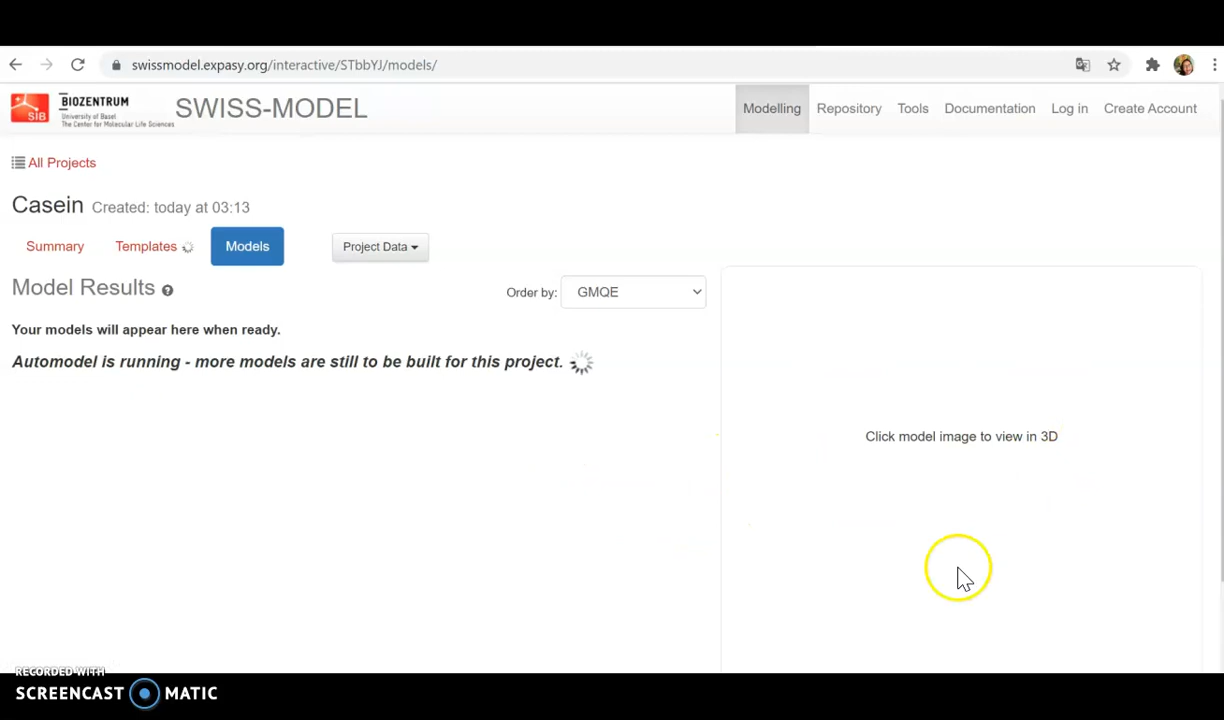 swissmodel.expasy.org/interactive/STbbYJ/models/
SIB
BIOZENTRUM
University of Basel
The Center for Molecular Life Sciences
SWISS-MODEL
Modelling Repository Tools Documentation Log in Create Account
All Projects
Casein Created: today at 03:13
Summary Templates Models Project Data
Model Results
Order by: GMQE
Your models will appear here when ready.
Automodel is running - more models are still to be built for this project.
Click model image to view in 3D
RECORDED WITH
SCREENCAST MATIC